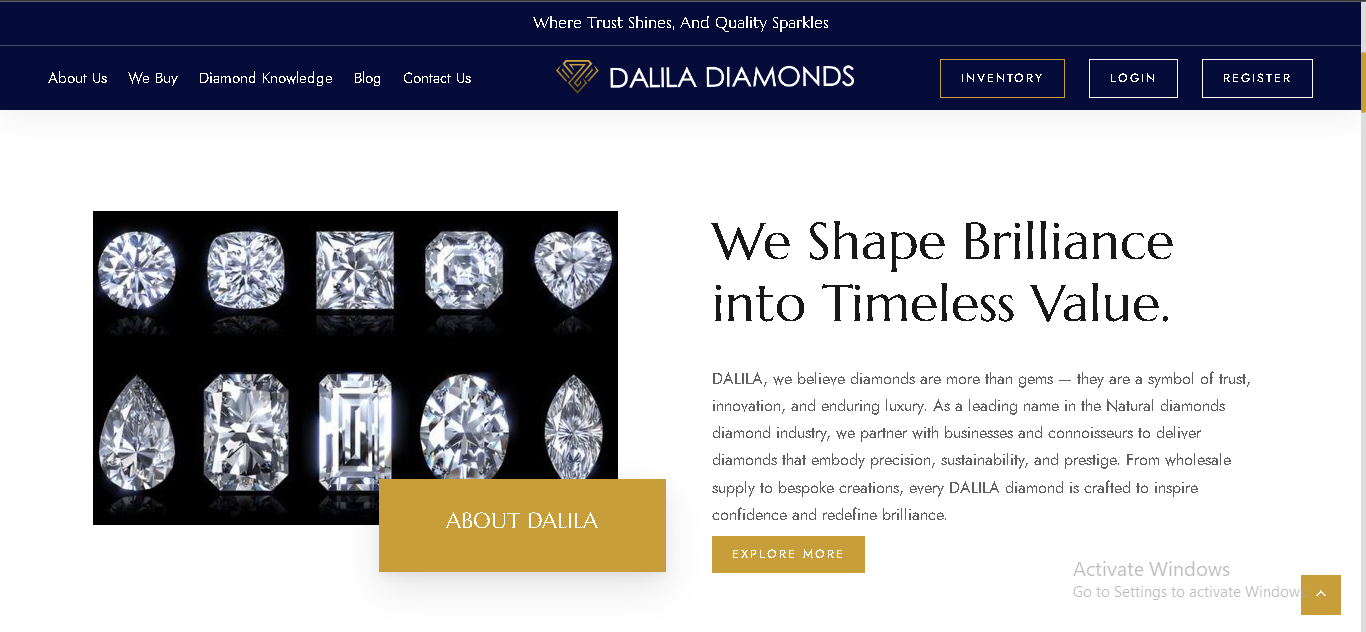 Where Trust Shines, And Quality Sparkles
About Us We Buy Diamond Knowledge Blog Contact Us
DALILA DIAMONDS
INVENTORY LOGIN REGISTER
We Shape Brilliance
into Timeless Value.
DALILA, we believe diamonds are more than gems — they are a symbol of trust,
innovation, and enduring luxury. As a leading name in the Natural diamonds
diamond industry, we partner with businesses and connoisseurs to deliver
diamonds that embody precision, sustainability, and prestige. From wholesale
supply to bespoke creations, every DALILA diamond is crafted to inspire
confidence and redefine brilliance.
ABOUT DALILA
EXPLORE MORE
Activate Windows
Go to Settings to activate Windows